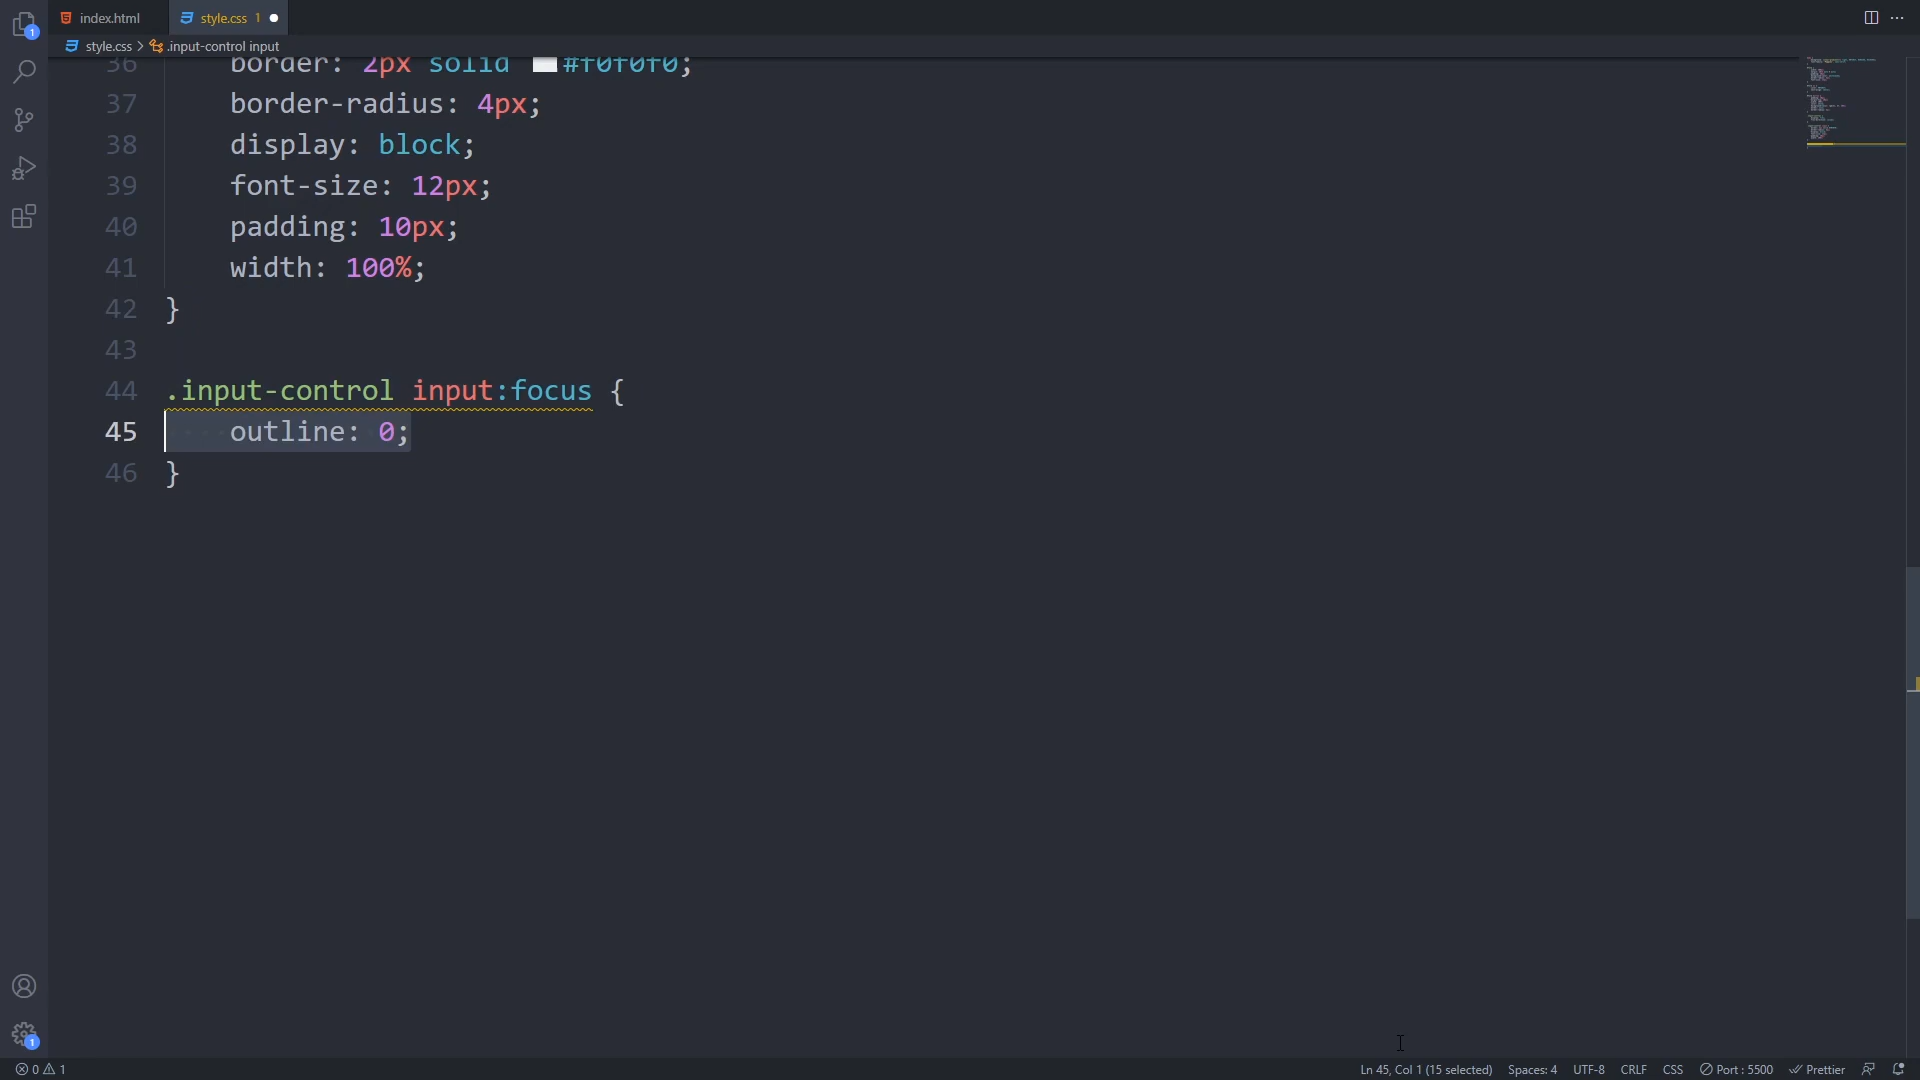 index.html
style.css 1
style.css > .input-control input
36 border: 2px solid #f0f0f0;
37 border-radius: 4px;
38 display: block;
39 font-size: 12px;
40 padding: 10px;
41 width: 100%;
42 }
43
44 .input-control input:focus {
45 outline: 0;
46 }
1
1
0 1
Ln 45, Col 1 (15 selected) Spaces: 4 UTF-8 CRLF CSS Port : 5500 Prettier